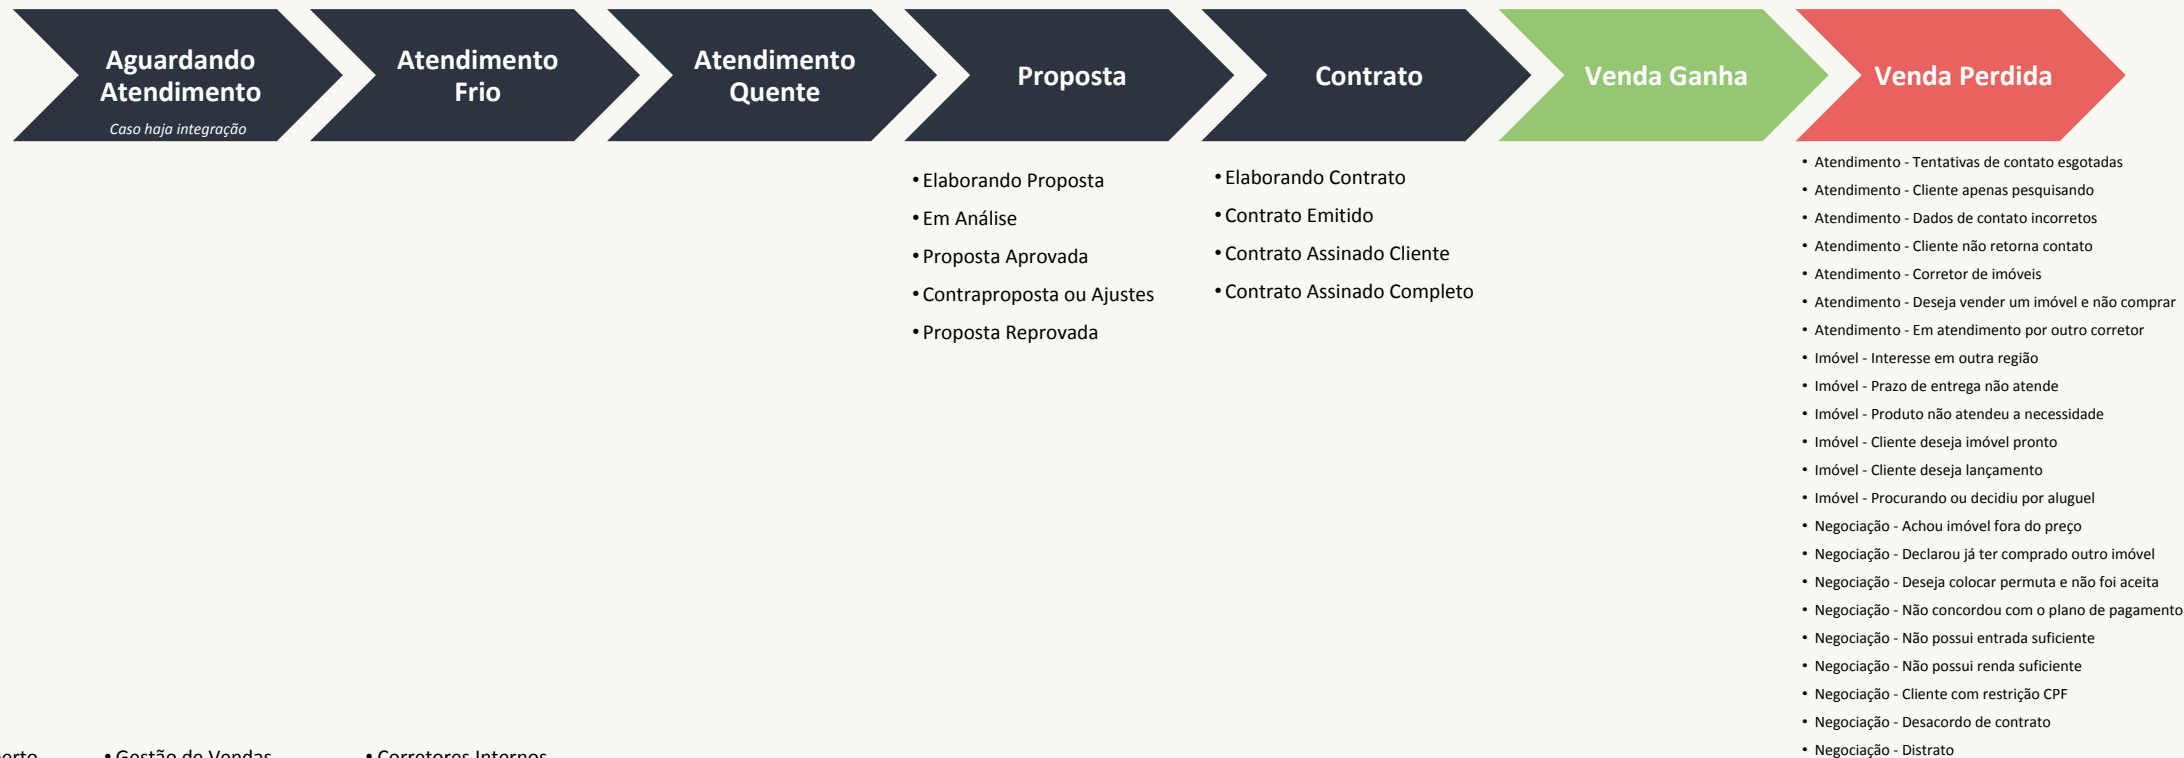 Aguardando
Atendimento
Caso haja integração
Atendimento
Frio
Atendimento
Quente
Proposta
Contrato
Venda Ganha
Venda Perdida
• Elaborando Proposta
• Em Análise
• Proposta Aprovada
• Contraproposta ou Ajustes
• Proposta Reprovada
• Elaborando Contrato
• Contrato Emitido
• Contrato Assinado Cliente
• Contrato Assinado Completo
• Atendimento - Tentativas de contato esgotadas
• Atendimento - Cliente apenas pesquisando
• Atendimento - Dados de contato incorretos
• Atendimento - Cliente não retorna contato
• Atendimento - Corretor de imóveis
• Atendimento - Deseja vender um imóvel e não comprar
• Atendimento - Em atendimento por outro corretor
• Imóvel - Interesse em outra região
• Imóvel - Prazo de entrega não atende
• Imóvel - Produto não atendeu a necessidade
• Imóvel - Cliente deseja imóvel pronto
• Imóvel - Cliente deseja lançamento
• Imóvel - Procurando ou decidiu por aluguel
• Negociação - Achou imóvel fora do preço
• Negociação - Declarou já ter comprado outro imóvel
• Negociação - Deseja colocar permuta e não foi aceita
• Negociação - Não concordou com o plano de pagamento
• Negociação - Não possui entrada suficiente
• Negociação - Não possui renda suficiente
• Negociação - Cliente com restrição CPF
• Negociação - Desacordo de contrato
• Negociação - Distrato
• Gestão de Vendas
• Corretores Internos